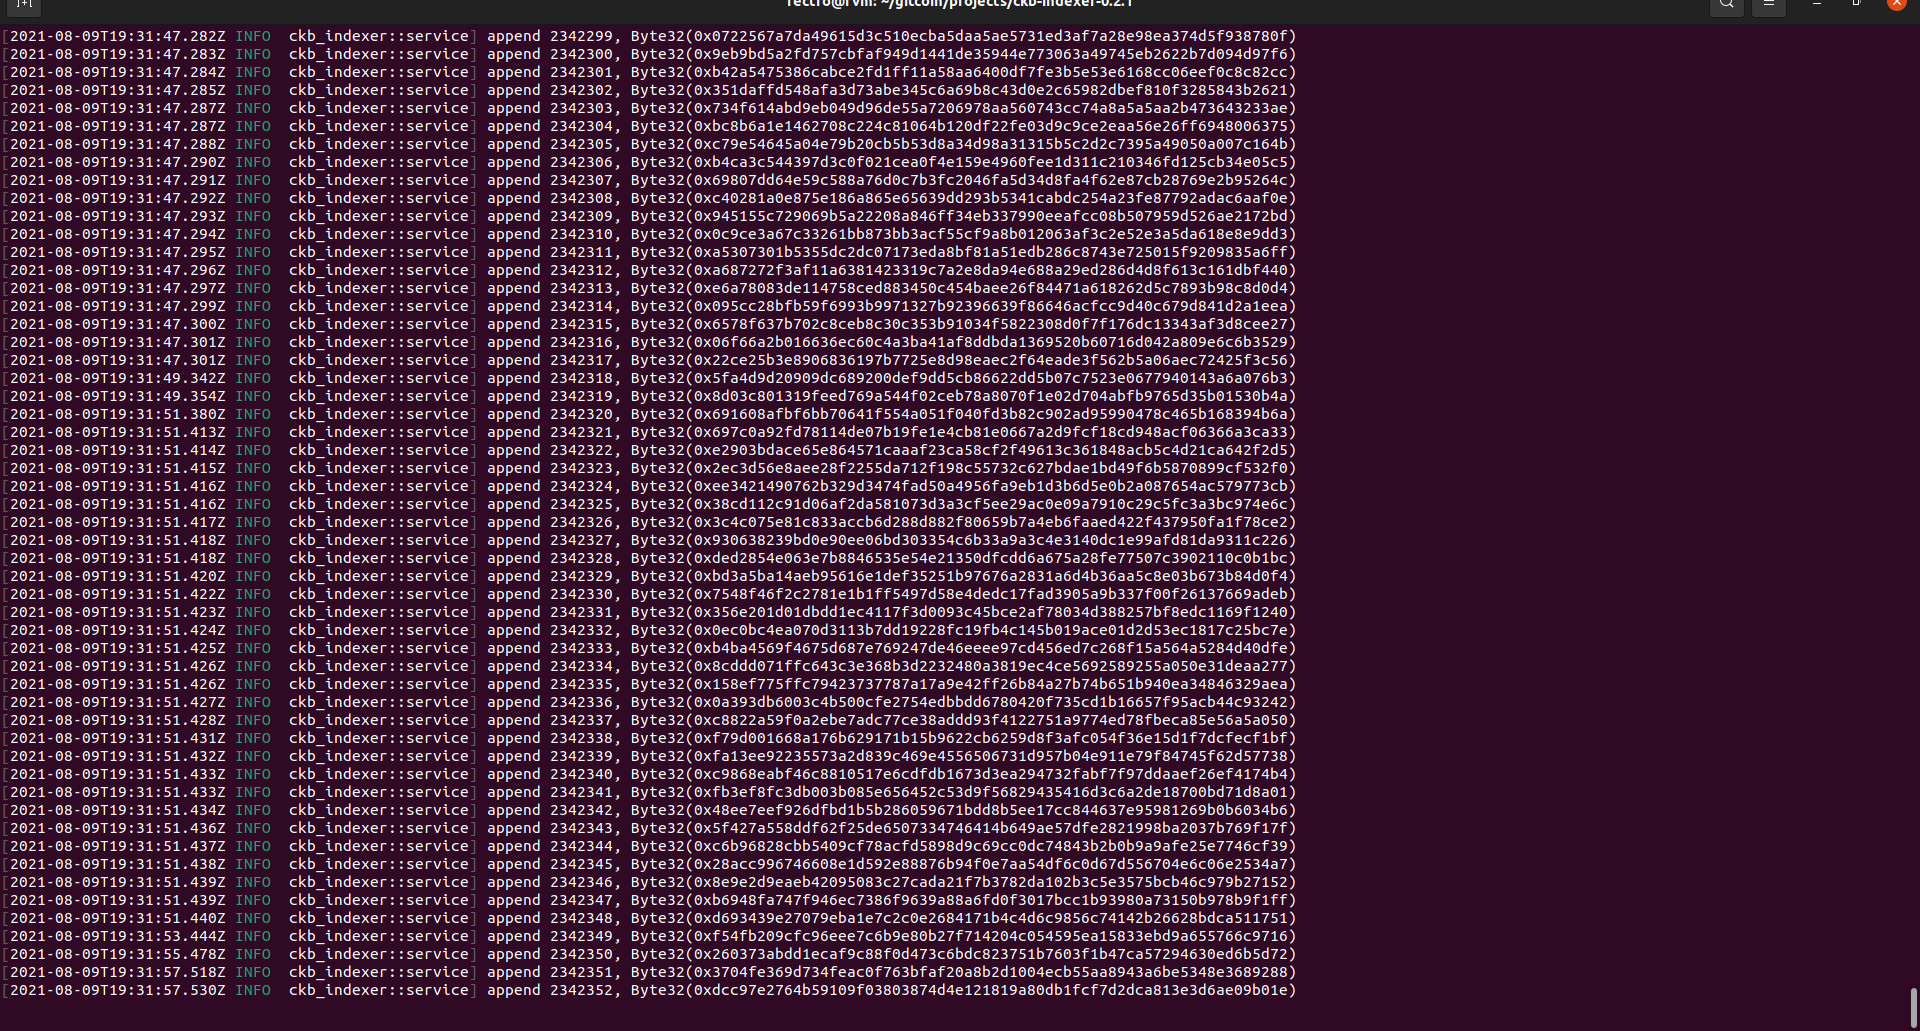 rectro@rvm: ~/gitcoin/projects/ckb-indexer-0.2.1
[2021-08-09T19:31:47.282Z INFO  ckb_indexer::service] append 2342299, Byte32(0x0722567a7da49615d3c510ecba5daa5ae5731ed3af7a28e98ea374d5f938780f)
[2021-08-09T19:31:47.283Z INFO  ckb_indexer::service] append 2342300, Byte32(0x9eb9bd5a2fd757cbfaf949d1441de35944e773063a49745eb2622b7d094d97f6)
[2021-08-09T19:31:47.284Z INFO  ckb_indexer::service] append 2342301, Byte32(0xb42a5475386cabce2fd1ff11a58aa6400df7fe3b5e53e6168cc06eef0c8c82cc)
[2021-08-09T19:31:47.285Z INFO  ckb_indexer::service] append 2342302, Byte32(0x351daffd548afa3d73abe345c6a69b8c43d0e2c65982dbef810f3285843b2621)
[2021-08-09T19:31:47.287Z INFO  ckb_indexer::service] append 2342303, Byte32(0x734f614abd9eb049d96de55a7206978aa560743cc74a8a5a5aa2b473643233ae)
[2021-08-09T19:31:47.287Z INFO  ckb_indexer::service] append 2342304, Byte32(0xbc8b6a1e1462708c224c81064b120df22fe03d9c9ce2eaa56e26ff6948006375)
[2021-08-09T19:31:47.288Z INFO  ckb_indexer::service] append 2342305, Byte32(0xc79e54645a04e79b20cb5b53d8a34d98a31315b5c2d2c7395a49050a007c164b)
[2021-08-09T19:31:47.290Z INFO  ckb_indexer::service] append 2342306, Byte32(0xb4ca3c544397d3c0f021cea0f4e159e4960fee1d311c210346fd125cb34e05c5)
[2021-08-09T19:31:47.291Z INFO  ckb_indexer::service] append 2342307, Byte32(0x69807dd64e59c588a76d0c7b3fc2046fa5d34d8fa4f62e87cb28769e2b95264c)
[2021-08-09T19:31:47.292Z INFO  ckb_indexer::service] append 2342308, Byte32(0xc40281a0e875e186a865e65639dd293b5341cabdc254a23fe87792adac6aaf0e)
[2021-08-09T19:31:47.293Z INFO  ckb_indexer::service] append 2342309, Byte32(0x945155c729069b5a22208a846ff34eb337990eeafcc08b507959d526ae2172bd)
[2021-08-09T19:31:47.294Z INFO  ckb_indexer::service] append 2342310, Byte32(0x0c9ce3a67c33261bb873bb3acf55cf9a8b012063af3c2e52e3a5da618e8e9dd3)
[2021-08-09T19:31:47.295Z INFO  ckb_indexer::service] append 2342311, Byte32(0xa5307301b5355dc2dc07173eda8bf81a51edb286c8743e725015f9209835a6ff)
[2021-08-09T19:31:47.296Z INFO  ckb_indexer::service] append 2342312, Byte32(0xa687272f3af11a6381423319c7a2e8da94e688a29ed286d4d8f613c161dbf440)
[2021-08-09T19:31:47.297Z INFO  ckb_indexer::service] append 2342313, Byte32(0xe6a78083de114758ced883450c454baee26f84471a618262d5c7893b98c8d0d4)
[2021-08-09T19:31:47.299Z INFO  ckb_indexer::service] append 2342314, Byte32(0x095cc28bfb59f6993b9971327b92396639f86646acfcc9d40c679d841d2a1eea)
[2021-08-09T19:31:47.300Z INFO  ckb_indexer::service] append 2342315, Byte32(0x6578f637b702c8ceb8c30c353b91034f5822308d0f7f176dc13343af3d8cee27)
[2021-08-09T19:31:47.301Z INFO  ckb_indexer::service] append 2342316, Byte32(0x06f66a2b016636ec60c4a3ba41af8ddbda1369520b60716d042a809e6c6b3529)
[2021-08-09T19:31:47.301Z INFO  ckb_indexer::service] append 2342317, Byte32(0x22ce25b3e8906836197b7725e8d98eaec2f64eade3f562b5a06aec72425f3c56)
[2021-08-09T19:31:49.342Z INFO  ckb_indexer::service] append 2342318, Byte32(0x5fa4d9d20909dc689200def9dd5cb86622dd5b07c7523e0677940143a6a076b3)
[2021-08-09T19:31:49.354Z INFO  ckb_indexer::service] append 2342319, Byte32(0x8d03c801319feed769a544f02ceb78a8070f1e02d704abfb9765d35b01530b4a)
[2021-08-09T19:31:51.380Z INFO  ckb_indexer::service] append 2342320, Byte32(0x691608afbf6bb70641f554a051f040fd3b82c902ad95990478c465b168394b6a)
[2021-08-09T19:31:51.413Z INFO  ckb_indexer::service] append 2342321, Byte32(0x697c0a92fd78114de07b19fe1e4cb81e0667a2d9fcf18cd948acf06366a3ca33)
[2021-08-09T19:31:51.414Z INFO  ckb_indexer::service] append 2342322, Byte32(0xe2903bdace65e864571caaaf23ca58cf2f49613c361848acb5c4d21ca642f2d5)
[2021-08-09T19:31:51.415Z INFO  ckb_indexer::service] append 2342323, Byte32(0x2ec3d56e8aee28f2255da712f198c55732c627bdae1bd49f6b5870899cf532f0)
[2021-08-09T19:31:51.416Z INFO  ckb_indexer::service] append 2342324, Byte32(0xee3421490762b329d3474fad50a4956fa9eb1d3b6d5e0b2a087654ac579773cb)
[2021-08-09T19:31:51.416Z INFO  ckb_indexer::service] append 2342325, Byte32(0x38cd112c91d06af2da581073d3a3cf5ee29ac0e09a7910c29c5fc3a3bc974e6c)
[2021-08-09T19:31:51.417Z INFO  ckb_indexer::service] append 2342326, Byte32(0x3c4c075e81c833accb6d288d882f80659b7a4eb6faaed422f437950fa1f78ce2)
[2021-08-09T19:31:51.418Z INFO  ckb_indexer::service] append 2342327, Byte32(0x930638239bd0e90ee06bd303354c6b33a9a3c4e3140dc1e99afd81da9311c226)
[2021-08-09T19:31:51.418Z INFO  ckb_indexer::service] append 2342328, Byte32(0xded2854e063e7b8846535e54e21350dfcdd6a675a28fe77507c3902110c0b1bc)
[2021-08-09T19:31:51.420Z INFO  ckb_indexer::service] append 2342329, Byte32(0xbd3a5ba14aeb95616e1def35251b97676a2831a6d4b36aa5c8e03b673b84d0f4)
[2021-08-09T19:31:51.422Z INFO  ckb_indexer::service] append 2342330, Byte32(0x7548f46f2c2781e1b1ff5497d58e4dedc17fad3905a9b337f00f26137669adeb)
[2021-08-09T19:31:51.423Z INFO  ckb_indexer::service] append 2342331, Byte32(0x356e201d01dbdd1ec4117f3d0093c45bce2af78034d388257bf8edc1169f1240)
[2021-08-09T19:31:51.424Z INFO  ckb_indexer::service] append 2342332, Byte32(0x0ec0bc4ea070d3113b7dd19228fc19fb4c145b019ace01d2d53ec1817c25bc7e)
[2021-08-09T19:31:51.425Z INFO  ckb_indexer::service] append 2342333, Byte32(0xb4ba4569f4675d687e769247de46eeee97cd456ed7c268f15a564a5284d40dfe)
[2021-08-09T19:31:51.426Z INFO  ckb_indexer::service] append 2342334, Byte32(0x8cddd071ffc643c3e368b3d2232480a3819ec4ce5692589255a050e31deaa277)
[2021-08-09T19:31:51.426Z INFO  ckb_indexer::service] append 2342335, Byte32(0x158ef775ffc79423737787a17a9e42ff26b84a27b74b651b940ea34846329aea)
[2021-08-09T19:31:51.427Z INFO  ckb_indexer::service] append 2342336, Byte32(0x0a393db6003c4b500cfe2754edbbdd6780420f735cd1b16657f95acb44c93242)
[2021-08-09T19:31:51.428Z INFO  ckb_indexer::service] append 2342337, Byte32(0xc8822a59f0a2ebe7adc77ce38addd93f4122751a9774ed78fbeca85e56a5a050)
[2021-08-09T19:31:51.431Z INFO  ckb_indexer::service] append 2342338, Byte32(0xf79d001668a176b629171b15b9622cb6259d8f3afc054f36e15d1f7dcfecf1bf)
[2021-08-09T19:31:51.432Z INFO  ckb_indexer::service] append 2342339, Byte32(0xfa13ee92235573a2d839c469e4556506731d957b04e911e79f84745f62d57738)
[2021-08-09T19:31:51.433Z INFO  ckb_indexer::service] append 2342340, Byte32(0xc9868eabf46c8810517e6cdfdb1673d3ea294732fabf7f97ddaaef26ef4174b4)
[2021-08-09T19:31:51.433Z INFO  ckb_indexer::service] append 2342341, Byte32(0xfb3ef8fc3db003b085e656452c53d9f56829435416d3c6a2de18700bd71d8a01)
[2021-08-09T19:31:51.434Z INFO  ckb_indexer::service] append 2342342, Byte32(0x48ee7eef926dfbd1b5b286059671bdd8b5ee17cc844637e95981269b0b6034b6)
[2021-08-09T19:31:51.436Z INFO  ckb_indexer::service] append 2342343, Byte32(0x5f427a558ddf62f25de6507334746414b649ae57dfe2821998ba2037b769f17f)
[2021-08-09T19:31:51.437Z INFO  ckb_indexer::service] append 2342344, Byte32(0xc6b96828cbb5409cf78acfd5898d9c69cc0dc74843b2b0b9a9afe25e7746cf39)
[2021-08-09T19:31:51.438Z INFO  ckb_indexer::service] append 2342345, Byte32(0x28acc996746608e1d592e88876b94f0e7aa54df6c0d67d556704e6c06e2534a7)
[2021-08-09T19:31:51.439Z INFO  ckb_indexer::service] append 2342346, Byte32(0x8e9e2d9eaeb42095083c27cada21f7b3782da102b3c5e3575bcb46c979b27152)
[2021-08-09T19:31:51.439Z INFO  ckb_indexer::service] append 2342347, Byte32(0xb6948fa747f946ec7386f9639a88a6fd0f3017bcc1b93980a73150b978b9f1ff)
[2021-08-09T19:31:51.440Z INFO  ckb_indexer::service] append 2342348, Byte32(0xd693439e27079eba1e7c2c0e2684171b4c4d6c9856c74142b26628bdca511751)
[2021-08-09T19:31:53.444Z INFO  ckb_indexer::service] append 2342349, Byte32(0xf54fb209cfc96eee7c6b9e80b27f714204c054595ea15833ebd9a655766c9716)
[2021-08-09T19:31:55.478Z INFO  ckb_indexer::service] append 2342350, Byte32(0x260373abdd1ecaf9c88f0d473c6bdc823751b7603f1b47ca57294630ed6b5d72)
[2021-08-09T19:31:57.518Z INFO  ckb_indexer::service] append 2342351, Byte32(0x3704fe369d734feac0f763bfaf20a8b2d1004ecb55aa8943a6be5348e3689288)
[2021-08-09T19:31:57.530Z INFO  ckb_indexer::service] append 2342352, Byte32(0xdcc97e2764b59109f03803874d4e121819a80db1fcf7d2dca813e3d6ae09b01e)